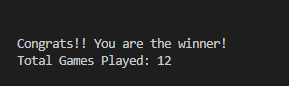 Congrats!! You are the winner!
Total Games Played: 12